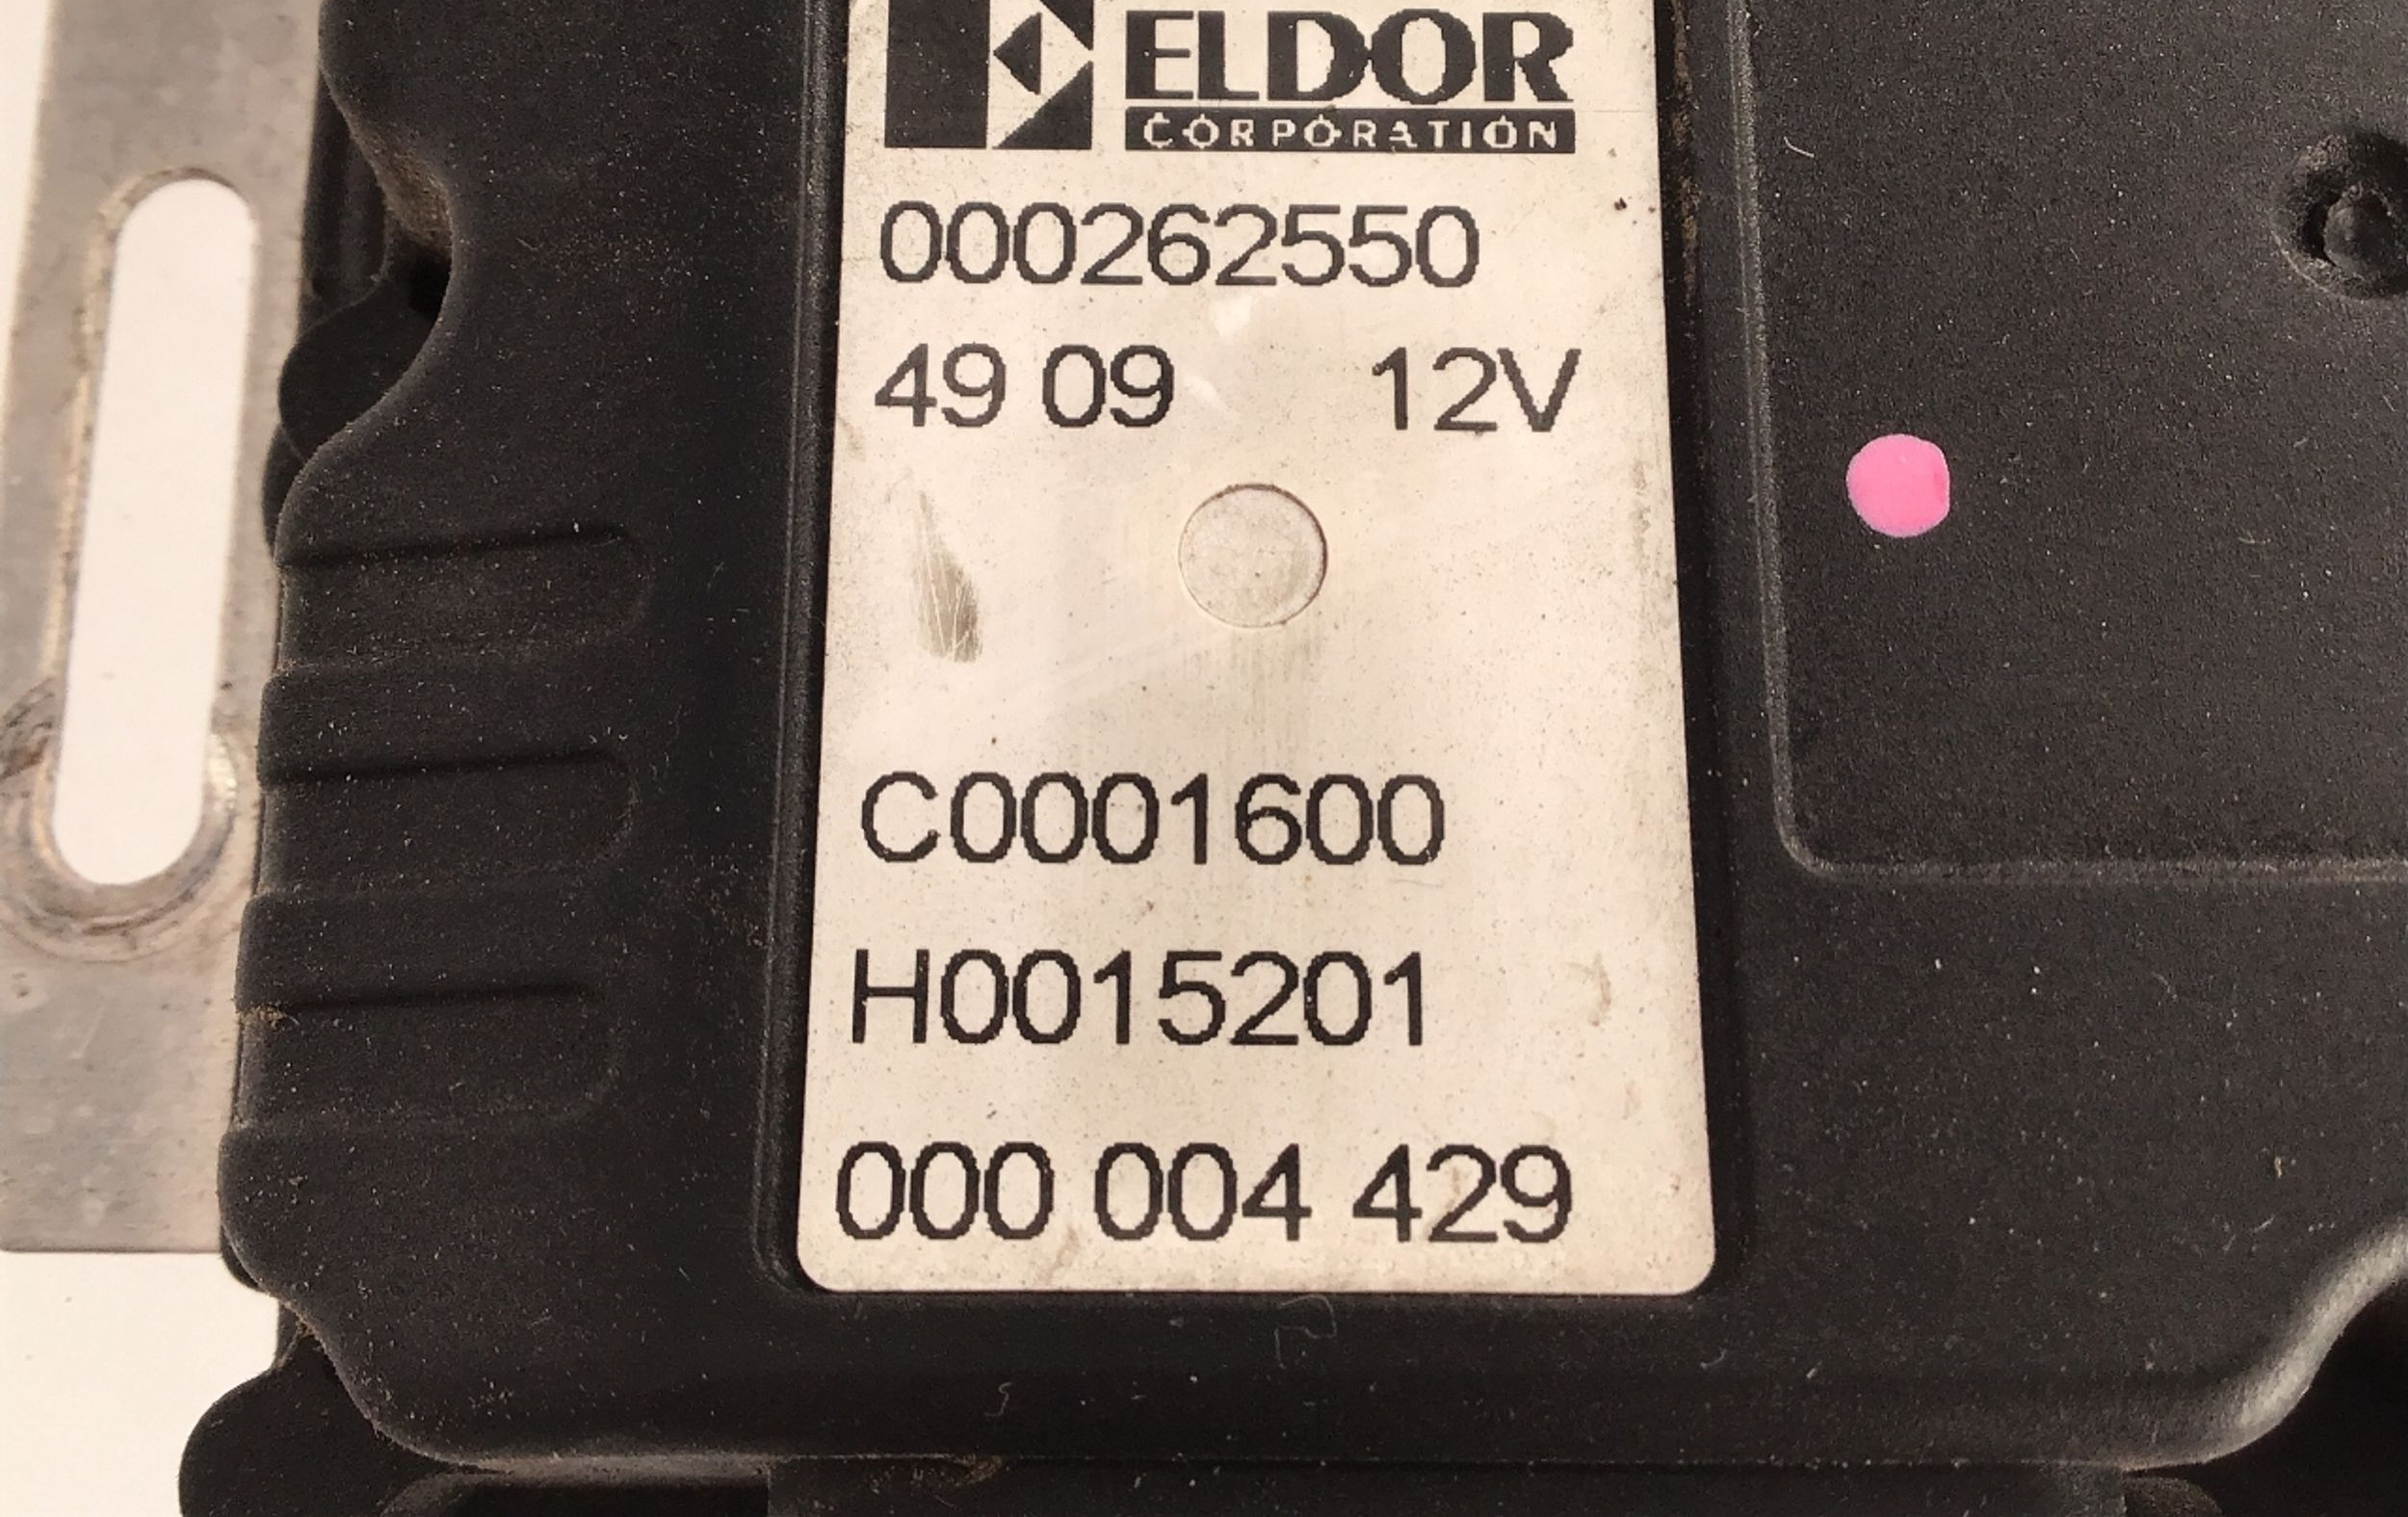 ELDOR
CORPORATION
000262550
49 09 12V
C0001600
H0015201
000 004 429